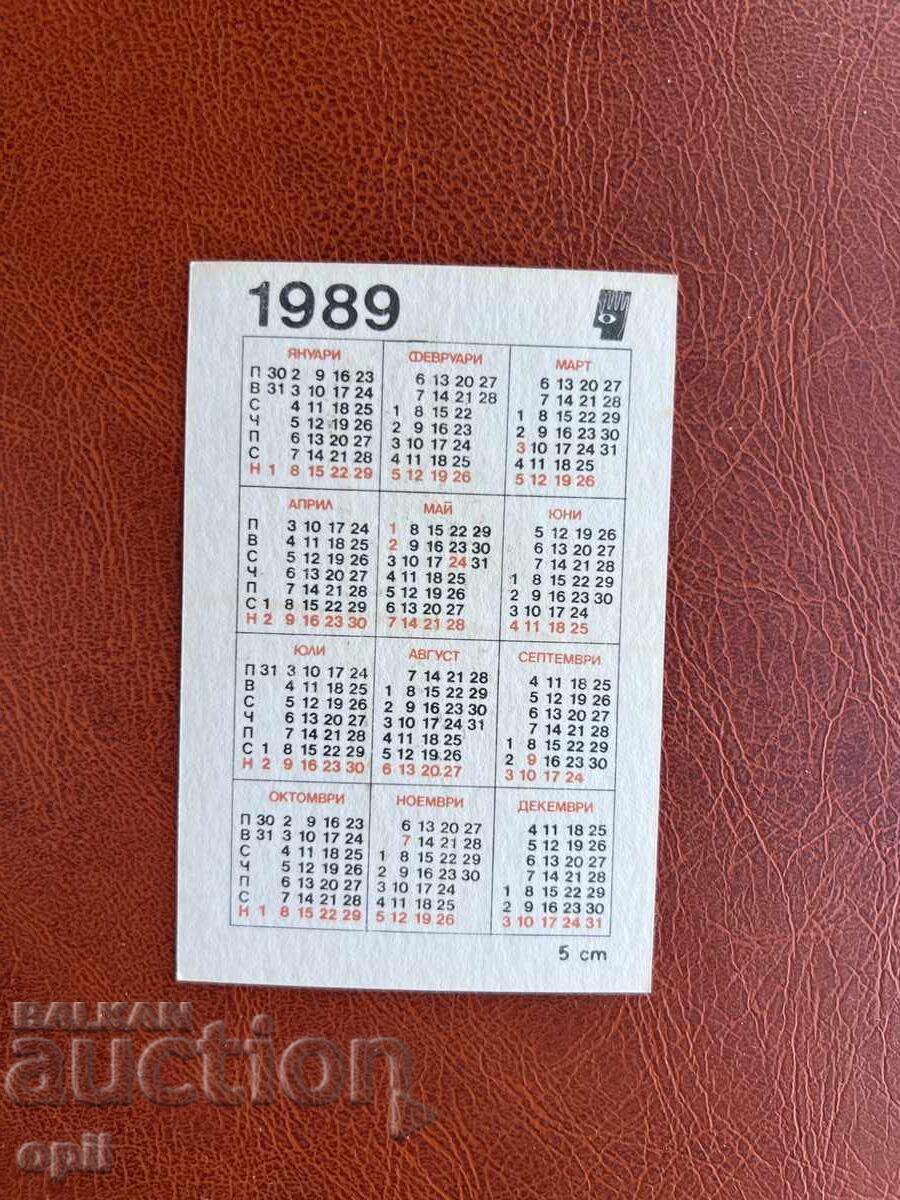 1989
ЯНУАРИ ФЕВРУАРИ МАРТ
П 30 2 9 16 23 6 13 20 27 6 13 20 27
В 31 3 10 17 24 7 14 21 28 7 14 21 28
С 4 11 18 25 1 8 15 22 1 8 15 22 29
Ч 5 12 19 26 2 9 16 23 2 9 16 23 30
П 6 13 20 27 3 10 17 24 3 10 17 24 31
С 7 14 21 28 4 11 18 25 4 11 18 25
Н 1 8 15 22 29 5 12 19 26 5 12 19 26
АПРИЛ МАЙ ЮНИ
П 3 10 17 24 1 8 15 22 29 5 12 19 26
В 4 11 18 25 2 9 16 23 30 6 13 20 27
С 5 12 19 26 3 10 17 24 31 7 14 21 28
Ч 6 13 20 27 4 11 18 25 1 8 15 22 29
П 7 14 21 28 5 12 19 26 2 9 16 23 30
С 1 8 15 22 29 6 13 20 27 3 10 17 24
Н 2 9 16 23 30 7 14 21 28 4 11 18 25
ЮЛИ АВГУСТ СЕПТЕМВРИ
П 31 3 10 17 24 7 14 21 28 4 11 18 25
В 4 11 18 25 1 8 15 22 29 5 12 19 26
С 5 12 19 26 2 9 16 23 30 6 13 20 27
Ч 6 13 20 27 3 10 17 24 31 7 14 21 28
П 7 14 21 28 4 11 18 25 1 8 15 22 29
С 1 8 15 22 29 5 12 19 26 2 9 16 23 30
Н 2 9 16 23 30 6 13 20 27 3 10 17 24
ОКТОМВРИ НОЕМВРИ ДЕКЕМВРИ
П 30 2 9 16 23 6 13 20 27 4 11 18 25
В 31 3 10 17 24 7 14 21 28 5 12 19 26
С 4 11 18 25 1 8 15 22 29 6 13 20 27
Ч 5 12 19 26 2 9 16 23 30 7 14 21 28
П 6 13 20 27 3 10 17 24 1 8 15 22 29
С 7 14 21 28 4 11 18 25 2 9 16 23 30
Н 1 8 15 22 29 5 12 19 26 3 10 17 24 31
5 ст
BALKAN
auction
opil